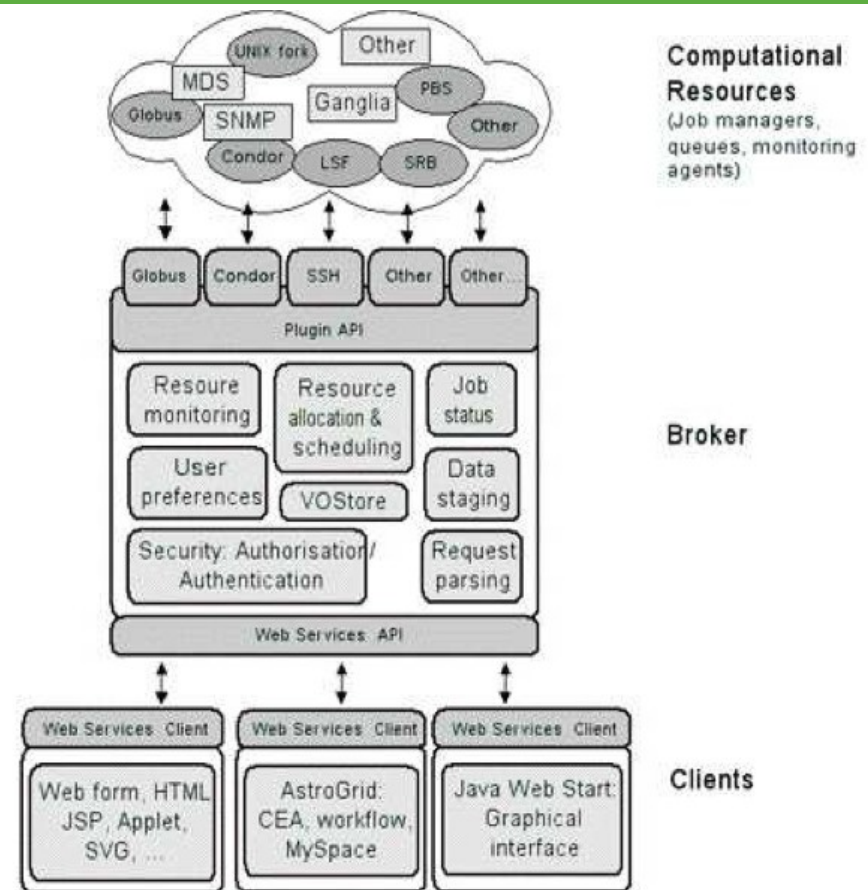 UNIX fork
Other
MDS
Ganglia
PBS
Globus
SNMP
Other
Condor
LSF
SRB
Computational
Resources
(Job managers,
queues, monitoring
agents)
Globus
Condor
SSH
Other
Other...
Plugin API
Resoure
monitoring
Resource
allocation &
scheduling
Job
status
User
preferences
VOStore
Data
staging
Security: Authorisation/
Authentication
Request
parsing
Broker
Web Services API
Web Services Client
Web Services Client
Web Services Client
Web form, HTML
JSP, Applet,
SVG, ...
AstroGrid:
CEA, workflow,
MySpace
Java Web Start:
Graphical
interface
Clients